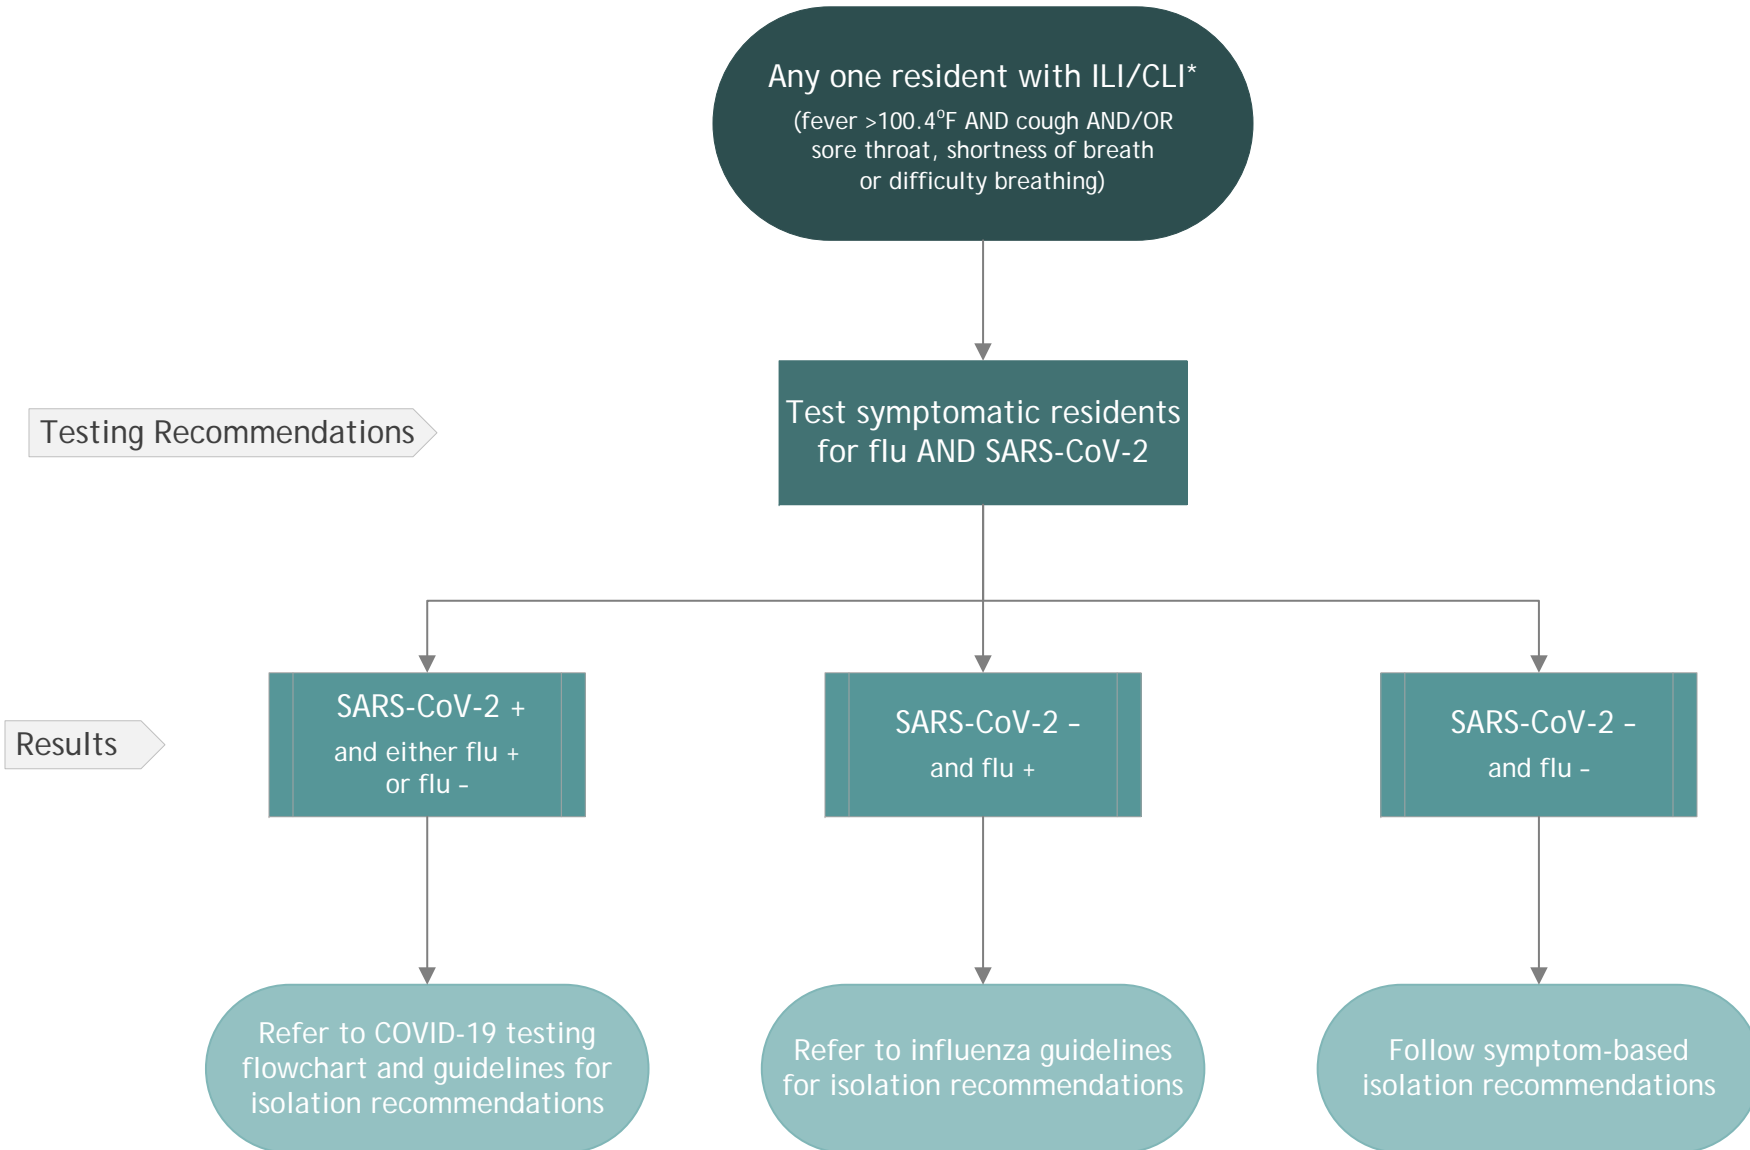 Any one resident with ILI/CLI*
(fever >100.4°F AND cough AND/OR
sore throat, shortness of breath
or difficulty breathing)
Testing Recommendations
Test symptomatic residents
for flu AND SARS-CoV-2
Results
SARS-CoV-2 +
and either flu +
or flu –
SARS-CoV-2 –
and flu +
SARS-CoV-2 –
and flu –
Refer to COVID-19 testing
flowchart and guidelines for
isolation recommendations
Refer to influenza guidelines
for isolation recommendations
Follow symptom-based
isolation recommendations